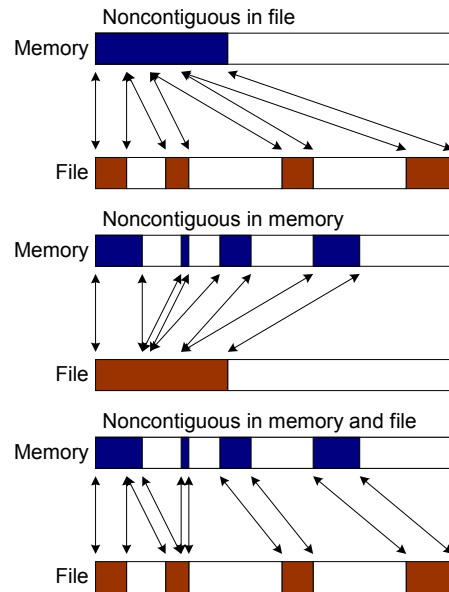 Noncontiguous in file
Memory
File
Noncontiguous in memory
Memory
File
Noncontiguous in memory and file
Memory
File